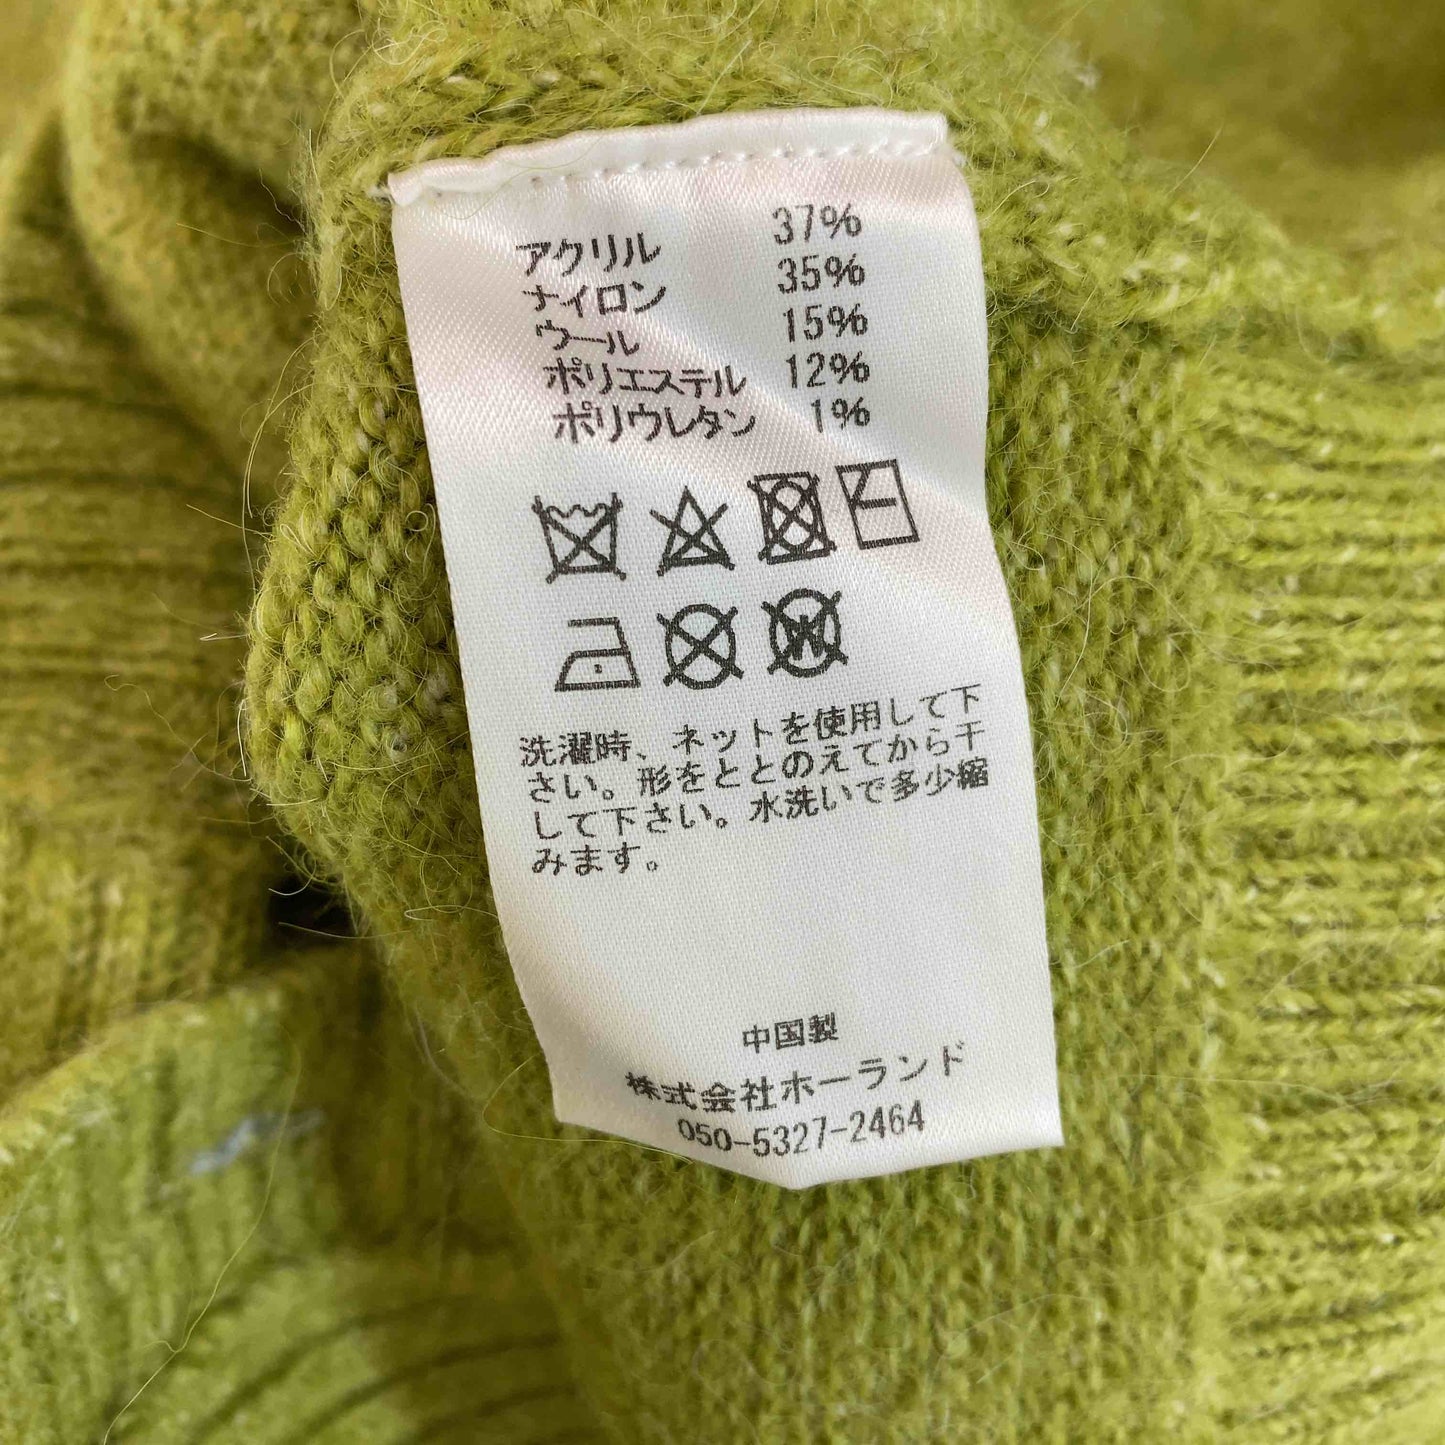 アクリル 37%
ナイロン 35%
ウール 15%
ポリエステル 12%
ポリウレタン 1%
W
洗濯時、ネットを使用して下
さい。形をととのえてから干
して下さい。水洗いで多少縮
みます。
中国製
株式会社ホーランド
050-5327-2464